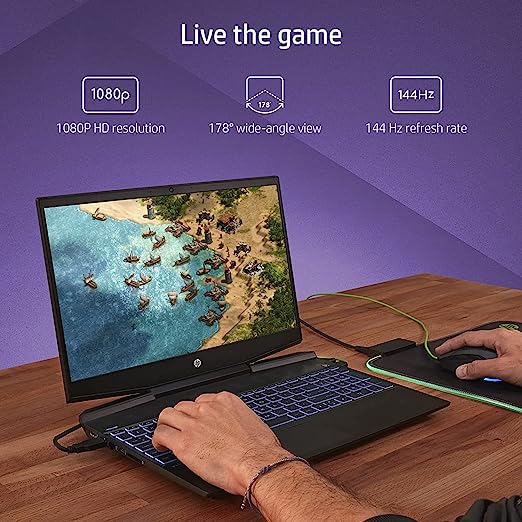 Live the game
1080p
178°
144Hz
1080P HD resolution
178° wide-angle view
144 Hz refresh rate
hp